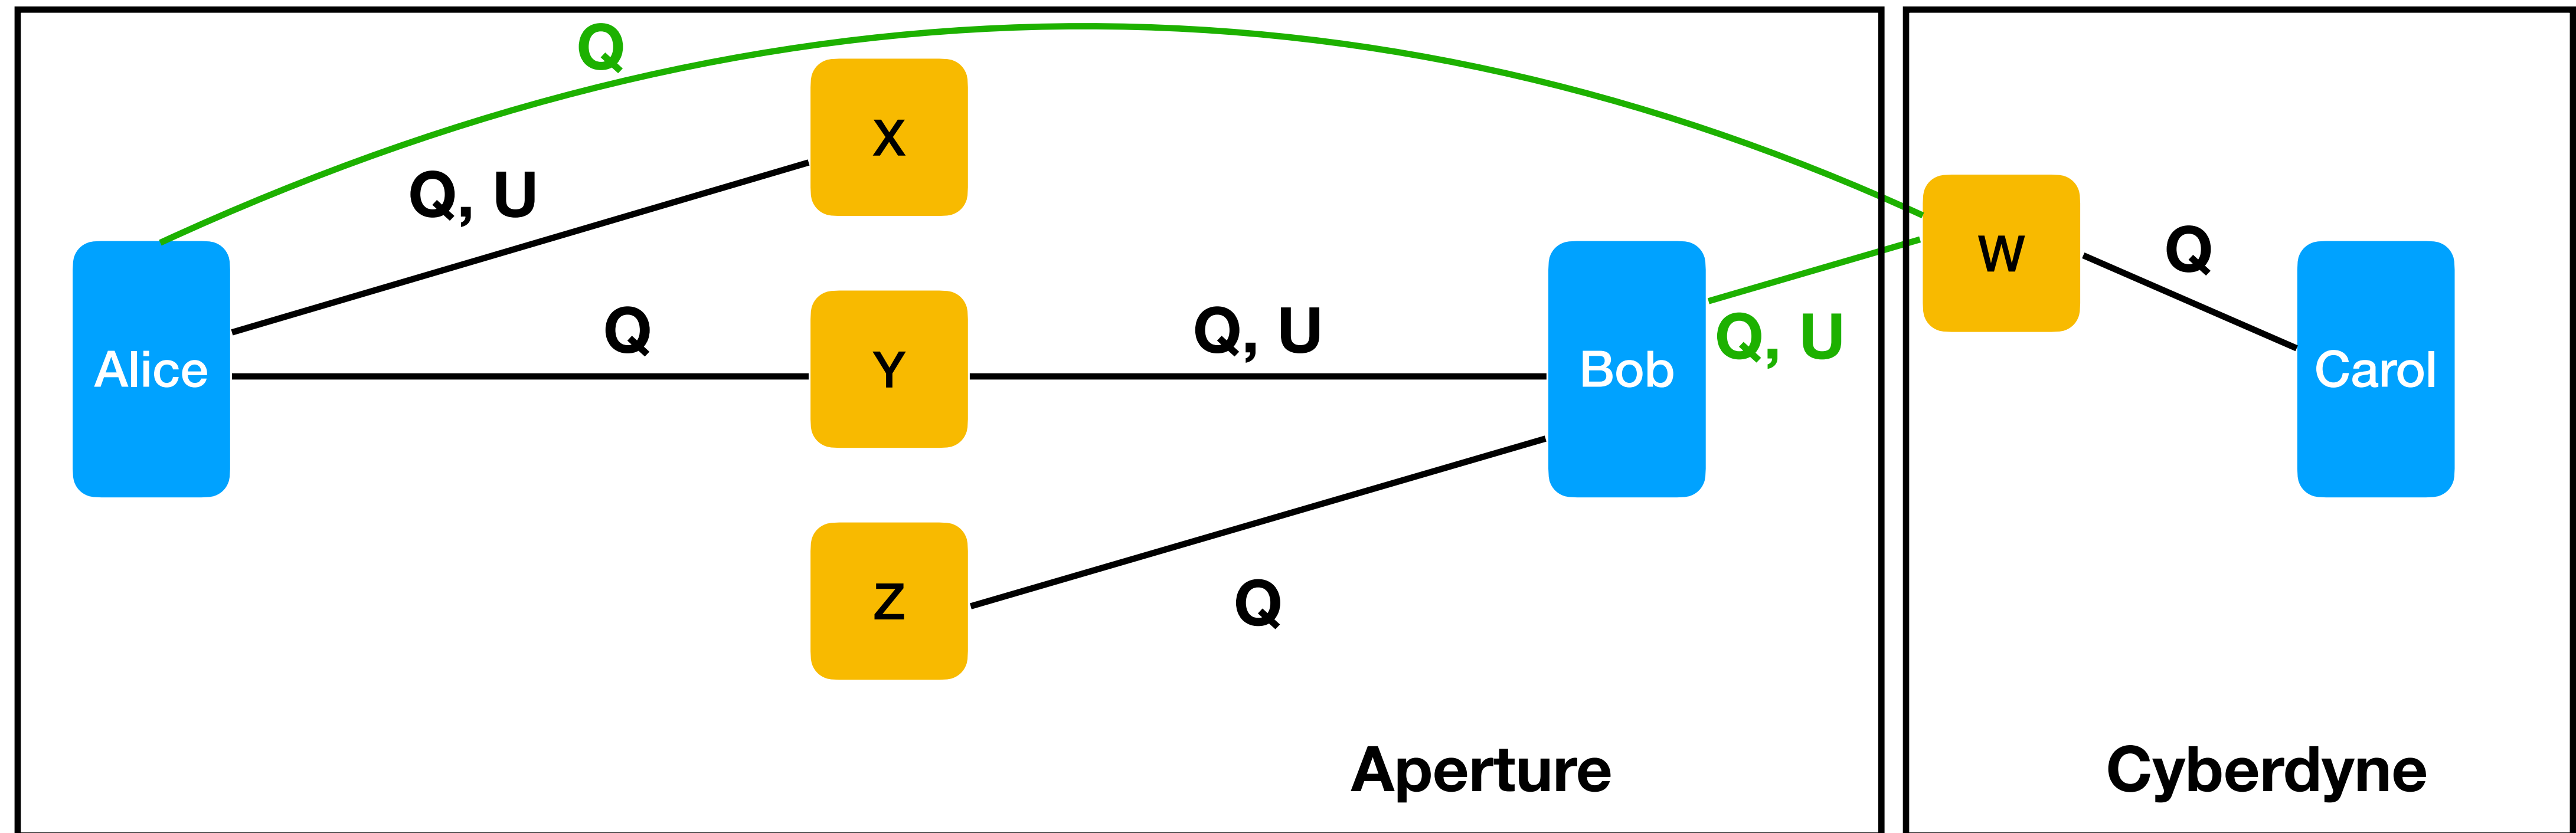 Q
X
Q, U
W
Q
Alice
Q
Y
Q, U
Bob
Q, U
Carol
Z
Q
Aperture
Cyberdyne